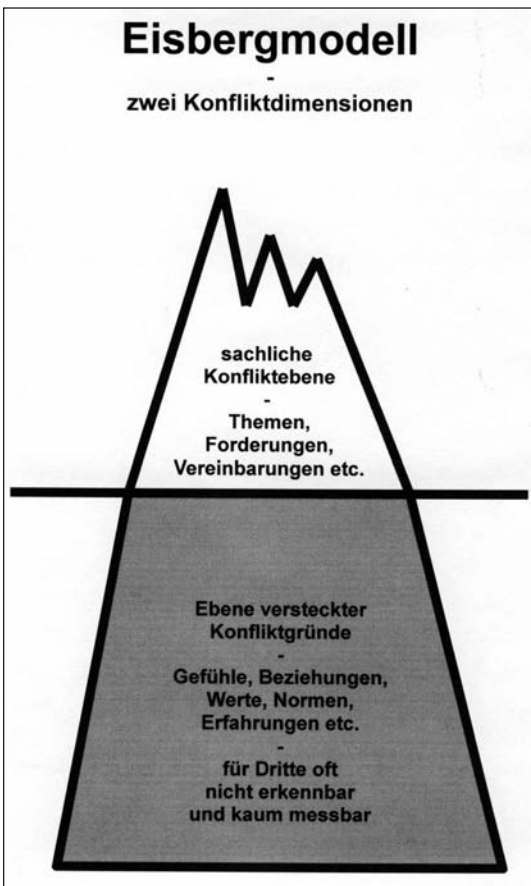 Eisbergmodell
-
zwei Konfliktdimensionen
sachliche
Konfliktebene
-
Themen,
Forderungen,
Vereinbarungen etc.
Ebene versteckter
Konfliktgründe
-
Gefühle, Beziehungen,
Werte, Normen,
Erfahrungen etc.
-
für Dritte oft
nicht erkennbar
und kaum messbar